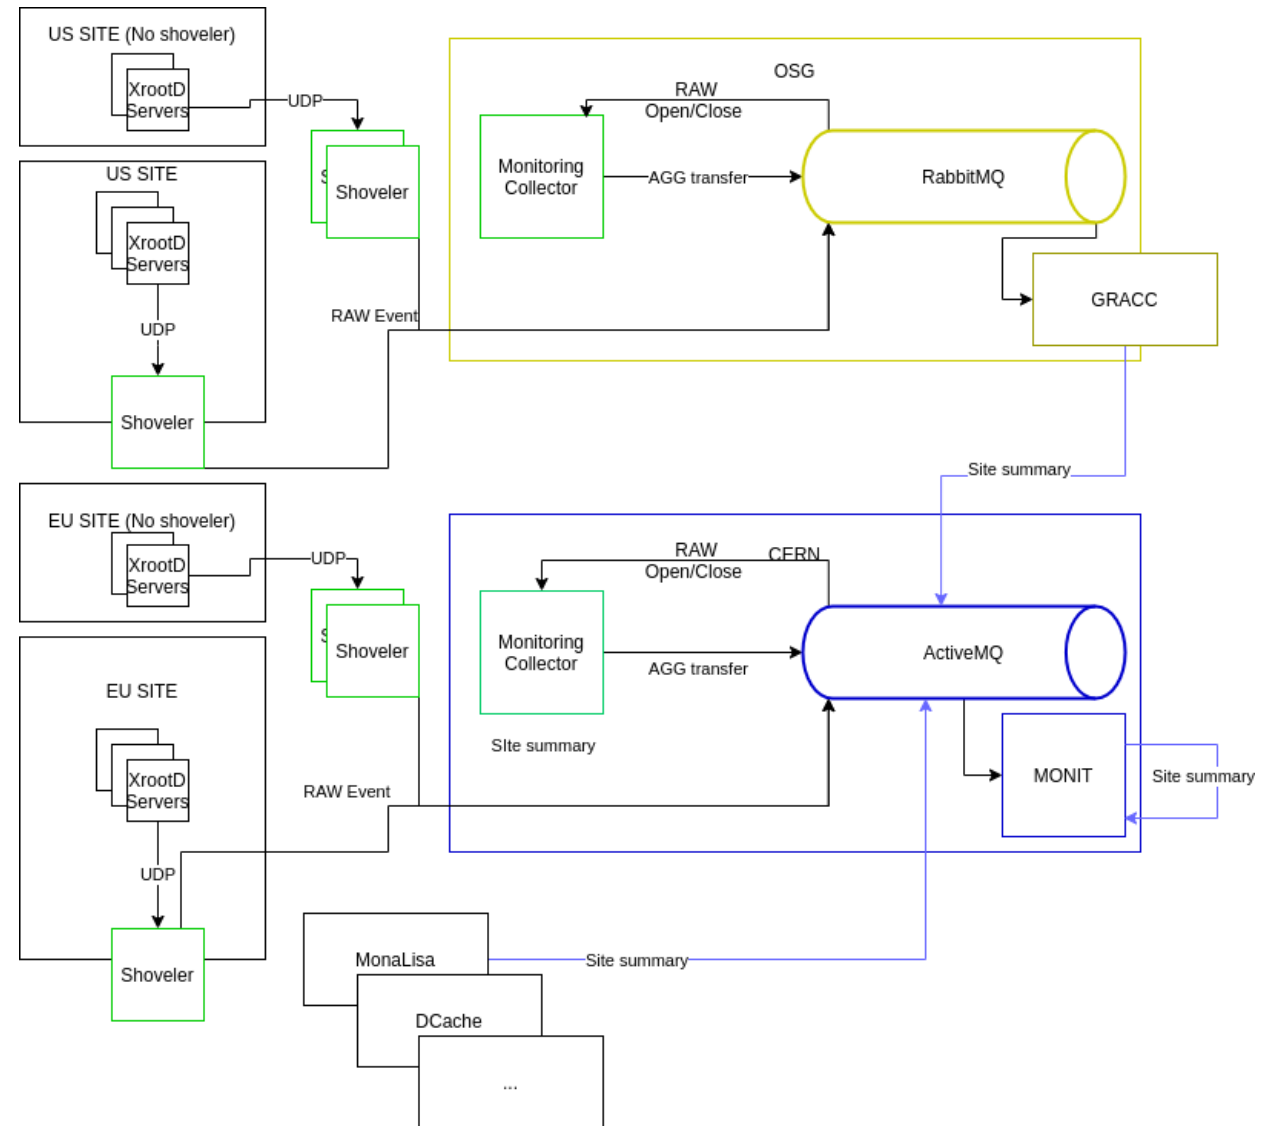 US SITE (No shoveler)
XrootD
Servers
UDP
US SITE
XrootD
Servers
UDP
Shoveler
S
Shoveler
RAW Event
OSG
RAW
Open/Close
Monitoring
Collector
AGG transfer
RabbitMQ
GRACC
Site summary
EU SITE (No shoveler)
XrootD
Servers
UDP
S
Shoveler
EU SITE
XrootD
Servers
UDP
Shoveler
RAW Event
CERN
RAW
Open/Close
Monitoring
Collector
AGG transfer
ActiveMQ
SIte summary
MONIT
Site summary
MonaLisa
Site summary
DCache
...